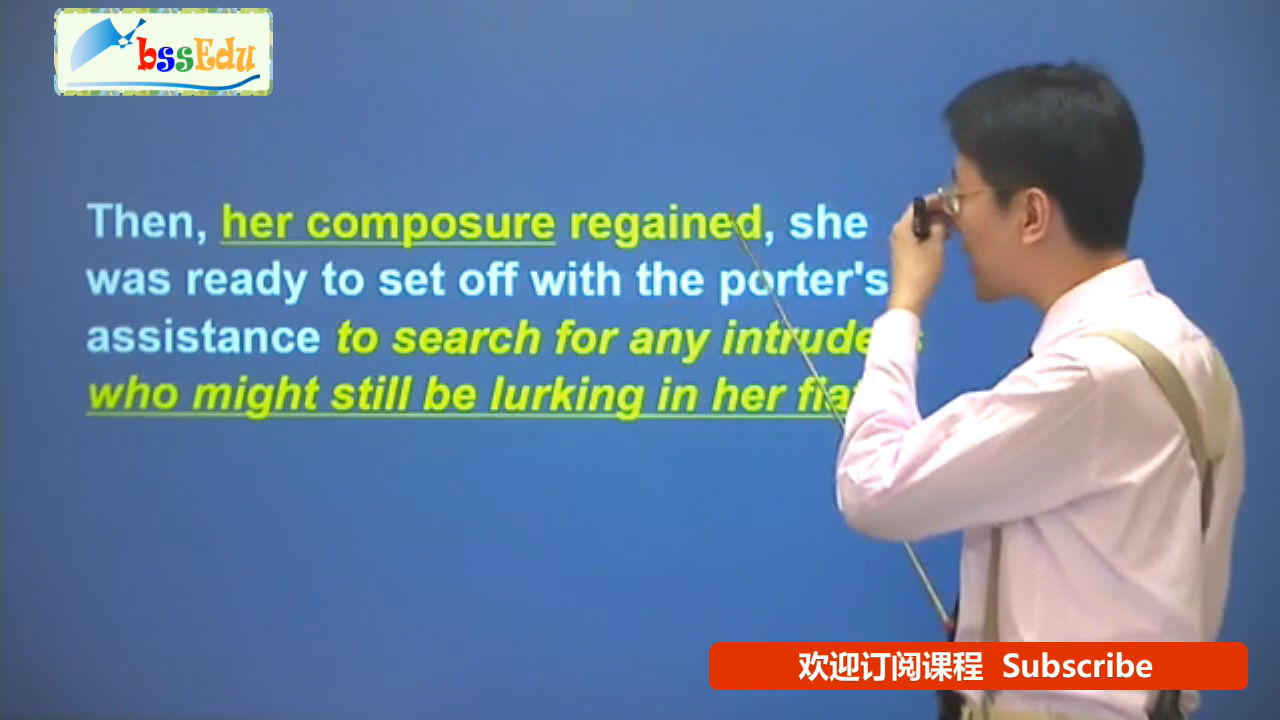 bssEdu
Then, her composure regained, she
was ready to set off with the porter's
assistance to search for any
who might still be lurking in her
欢迎订阅课程 Subscribe